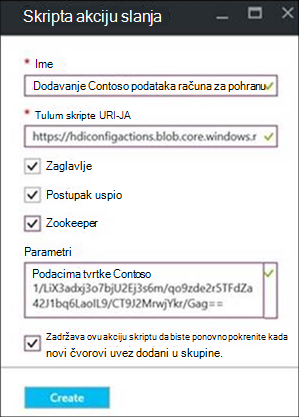 Skripta akciju slanja
* Ime
Dodavanje Contoso podataka računa za pohranu
* Tulum skripte URI-JA
https://hdiconfigactions.blob.core.windows.r
Zaglavlje
Postupak uspio
Zookeeper
Parametri
Podacima tvrtke Contoso
1/LiX3adxj3o7bjU2Ej3s6m/qo9zde2r5TFdZa
42J1bq6LaolL9/CT9J2MrwjYkr/Gag==
Zadržava ovu akciju skriptu da biste ponovno pokrenite kada
novi čvorovi uvez dodani u skupine.
Create